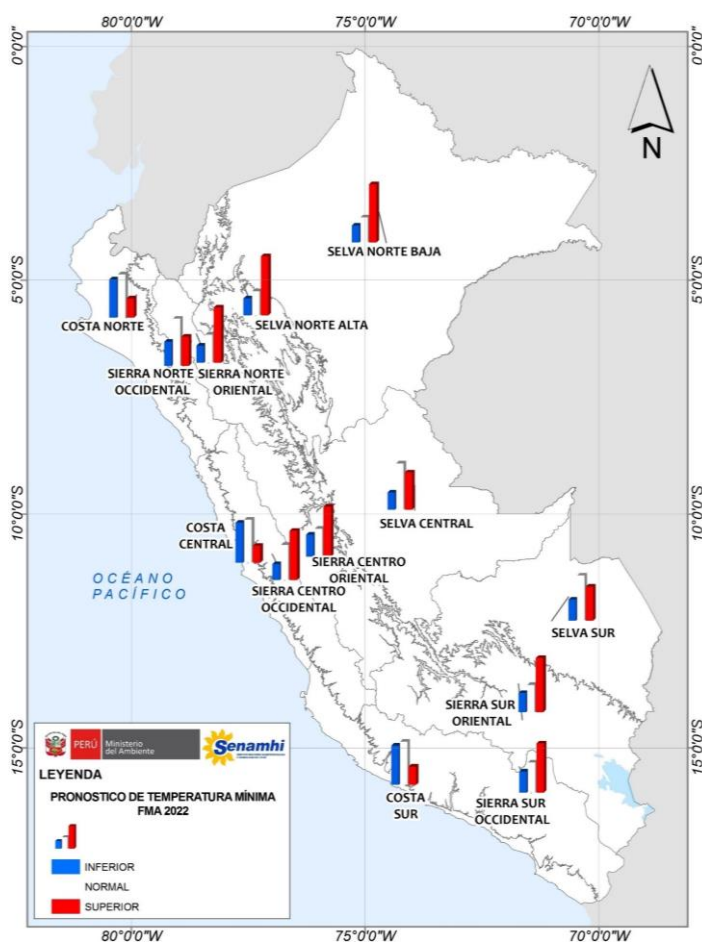 80°0'0"W 75°0'0"W 70°0'0"W
0°0'0" 0°0'0"
N
SELVA NORTE BAJA
5°0'0"S 5°0'0"S
COSTA NORTE
SELVA NORTE ALTA
SIERRA NORTE
OCCIDENTAL
SIERRA NORTE
ORIENTAL
10°0'0"S 10°0'0"S
SELVA CENTRAL
COSTA
CENTRAL
SIERRA CENTRO
ORIENTAL
SIERRA CENTRO
OCCIDENTAL
OCÉANO
PACÍFICO
SELVA SUR
SIERRA SUR
ORIENTAL
15°0'0"S 15°0'0"S
COSTA
SUR
SIERRA SUR
OCCIDENTAL
PERÚ Ministerio
del Ambiente
Senamhi
LEYENDA
PRONOSTICO DE TEMPERATURA MÍNIMA
FMA 2022
INFERIOR
NORMAL
SUPERIOR
80°0'0"W 75°0'0"W 70°0'0"W